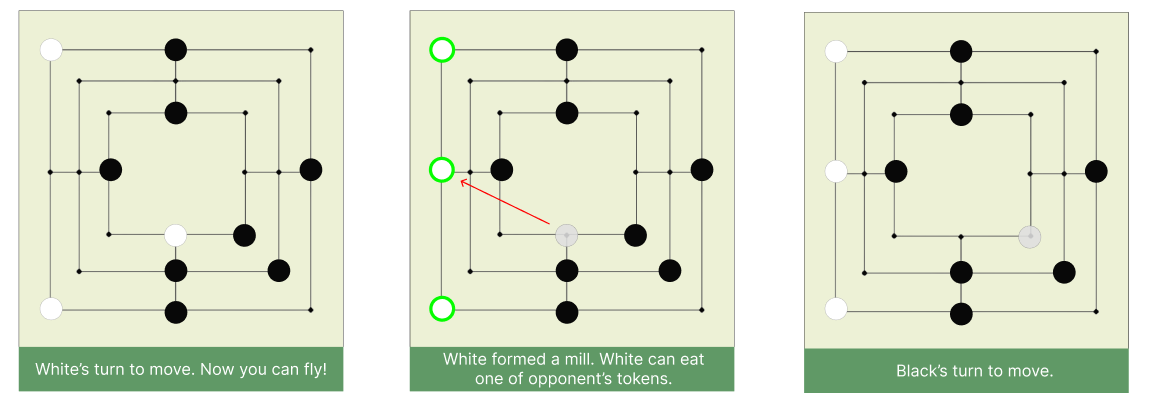 White's turn to move. Now you can fly!
White formed a mill. White can eat
one of opponent's tokens.
Black's turn to move.